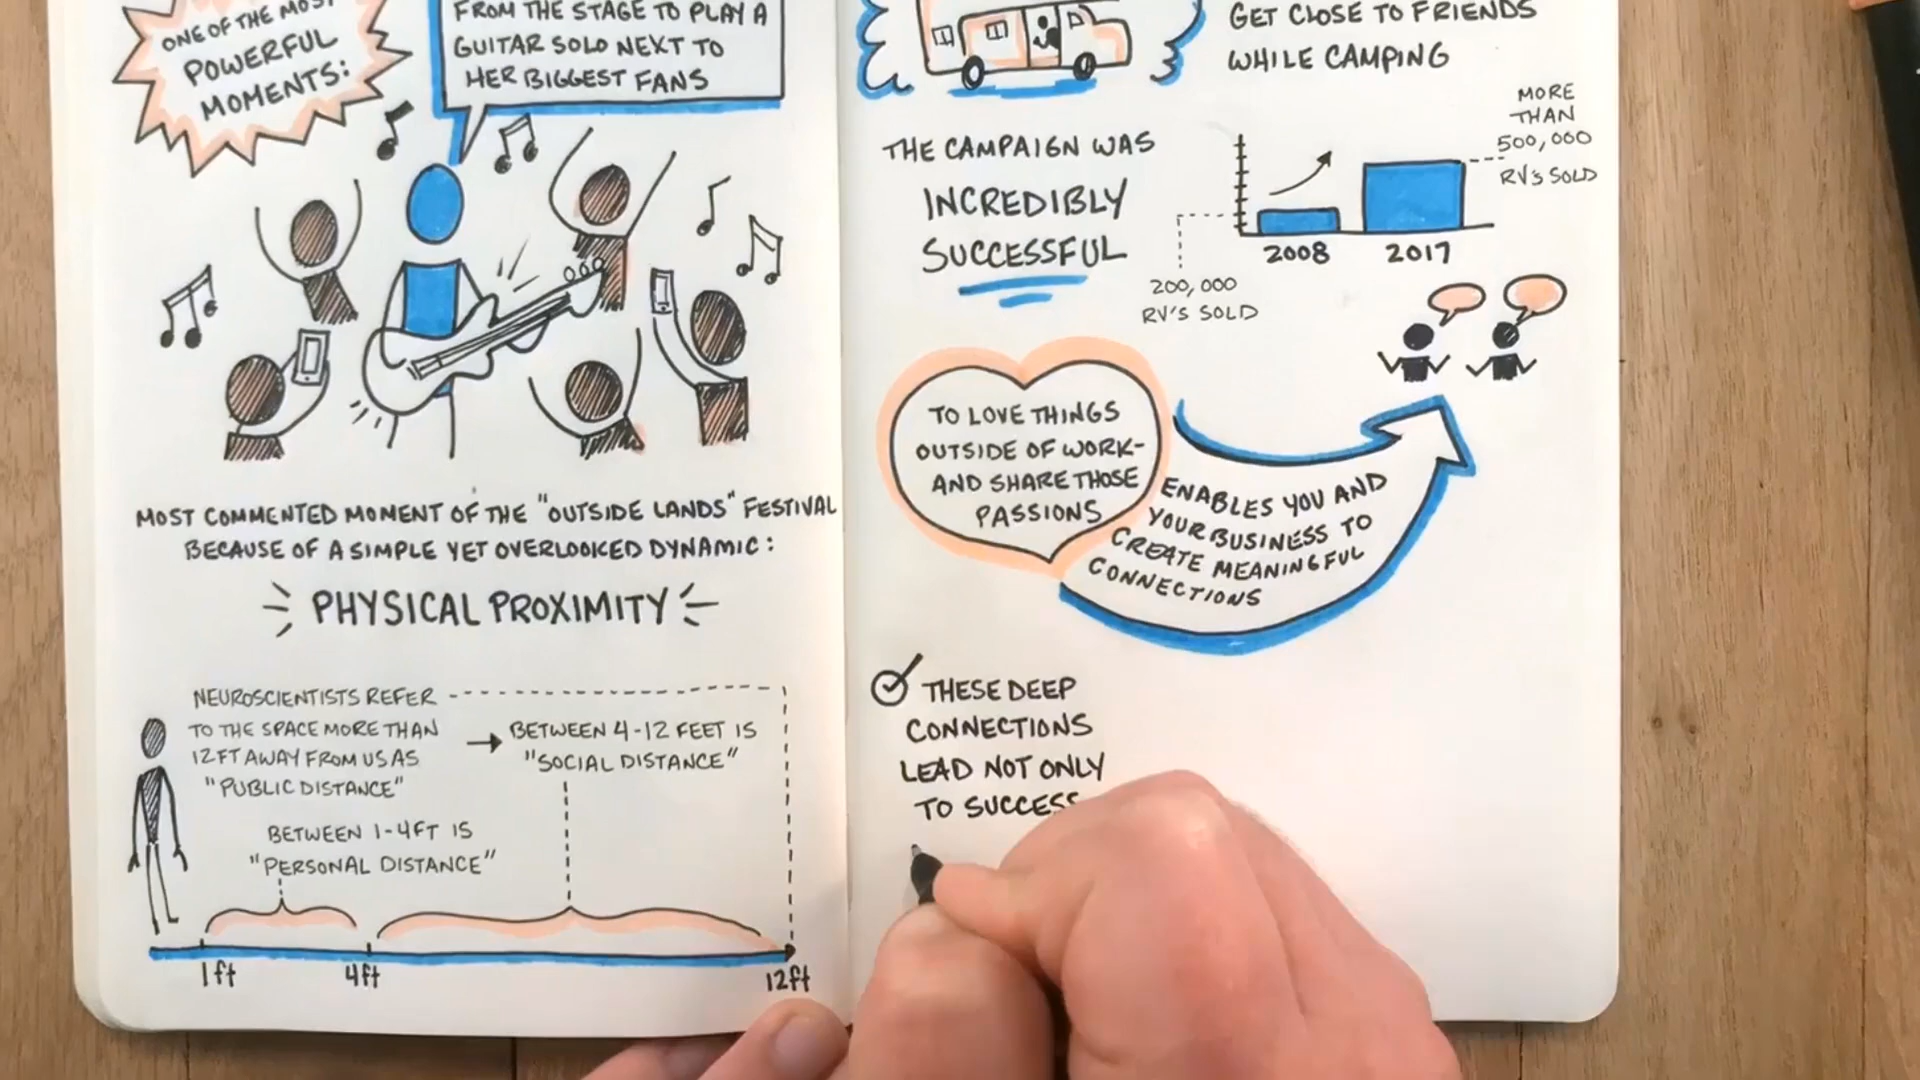 ONE OF THE MOST
POWERFUL
MOMENTS:
FROM THE STAGE TO PLAY A
GUITAR SOLO NEXT TO
HER BIGGEST FANS
MOST COMMENTED MOMENT OF THE "OUTSIDE LANDS" FESTIVAL
BECAUSE OF A SIMPLE YET OVERLOOKED DYNAMIC:
PHYSICAL PROXIMITY
NEUROSCIENTISTS REFER
TO THE SPACE MORE THAN
12FT AWAY FROM US AS
"PUBLIC DISTANCE"
BETWEEN 4-12 FEET IS
"SOCIAL DISTANCE"
BETWEEN 1-4FT IS
"PERSONAL DISTANCE"
1ft
4ft
12ft
GET CLOSE TO FRIENDS
WHILE CAMPING
THE CAMPAIGN WAS
INCREDIBLY
SUCCESSFUL
MORE
THAN
500,000
RV's SOLD
2008
2017
200,000
RV'S SOLD
TO LOVE THINGS
OUTSIDE OF WORK-
AND SHARE THOSE
PASSIONS
ENABLES YOU AND
YOUR BUSINESS TO
CREATE MEANINGFUL
CONNECTIONS
THESE DEEP
CONNECTIONS
LEAD NOT ONLY
TO SUCCESS